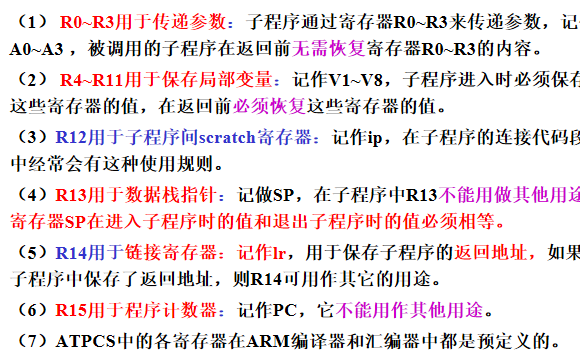 （1） R0~R3用于传递参数：子程序通过寄存器R0~R3来传递参数，记
A0~A3 ，被调用的子程序在返回前无需恢复寄存器R0~R3的内容。
（2） R4~R11用于保存局部变量：记作V1~V8，子程序进入时必须保存
这些寄存器的值，在返回前必须恢复这些寄存器的值。
（3）R12用于子程序间scratch寄存器：记作ip，在子程序的连接代码段
中经常会有这种使用规则。
（4）R13用于数据栈指针：记做SP，在子程序中R13不能用做其他用途
寄存器SP在进入子程序时的值和退出子程序时的值必须相等。
（5）R14用于链接寄存器：记作lr，用于保存子程序的返回地址，如果
子程序中保存了返回地址，则R14可用作其它的用途。
（6）R15用于程序计数器：记作PC，它不能用作其他用途。
（7）ATPCS中的各寄存器在ARM编译器和汇编器中都是预定义的。